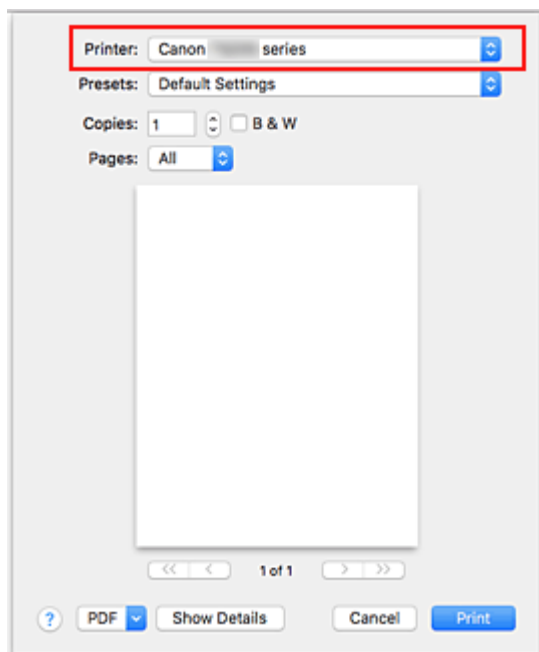 Printer: Canon series
Presets: Default Settings
Copies: 1 B & W
Pages: All
<< < 1 of 1 > >>
? PDF Show Details Cancel Print